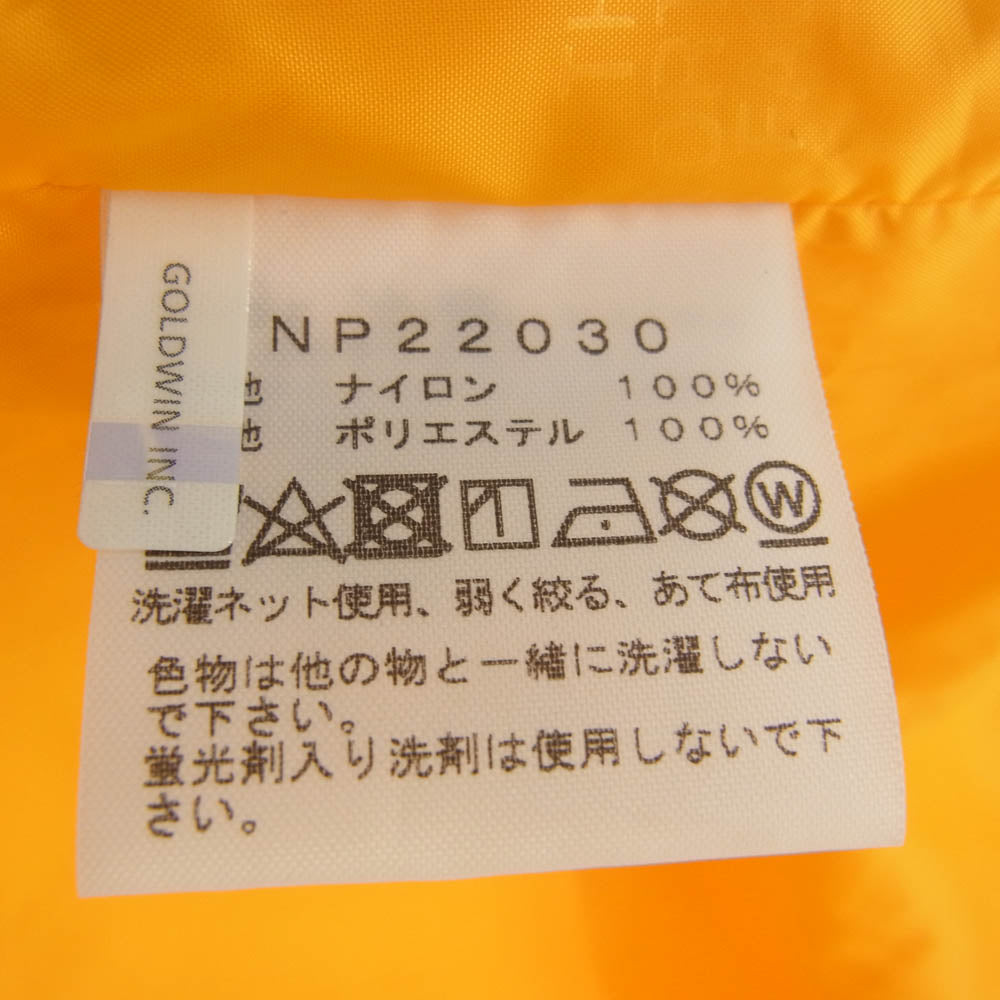 GOLDWIN INC.
NP22030
地 ナイロン 100%
地 ポリエステル 100%
W
洗濯ネット使用、弱く絞る、あて布使用
色物は他の物と一緒に洗濯しない
で下さい。
蛍光剤入り洗剤は使用しないで下
さい。